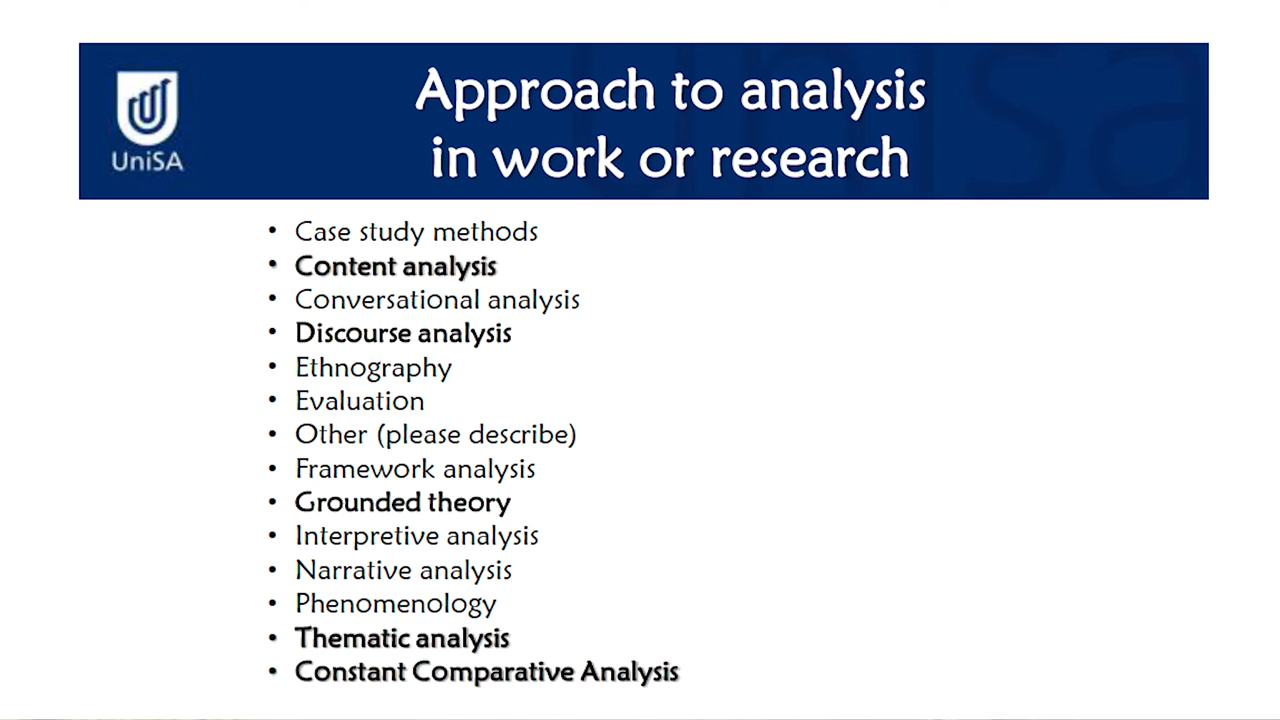 UniSA
Approach to analysis
in work or research
• Case study methods
• Content analysis
• Conversational analysis
• Discourse analysis
• Ethnography
• Evaluation
• Other (please describe)
• Framework analysis
• Grounded theory
• Interpretive analysis
• Narrative analysis
• Phenomenology
• Thematic analysis
• Constant Comparative Analysis